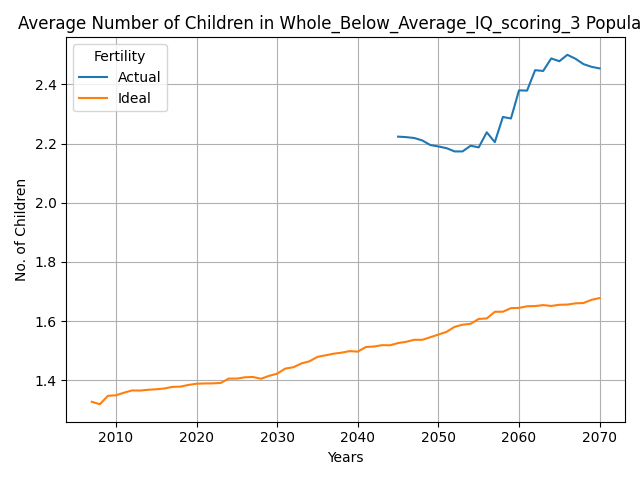 Average Number of Children in Whole_Below_Average_IQ_scoring_3 Popula
Fertility
Actual
Ideal
2.4
2.2
2.0
1.8
1.6
1.4
No. of Children
2010 2020 2030 2040 2050 2060 2070
Years